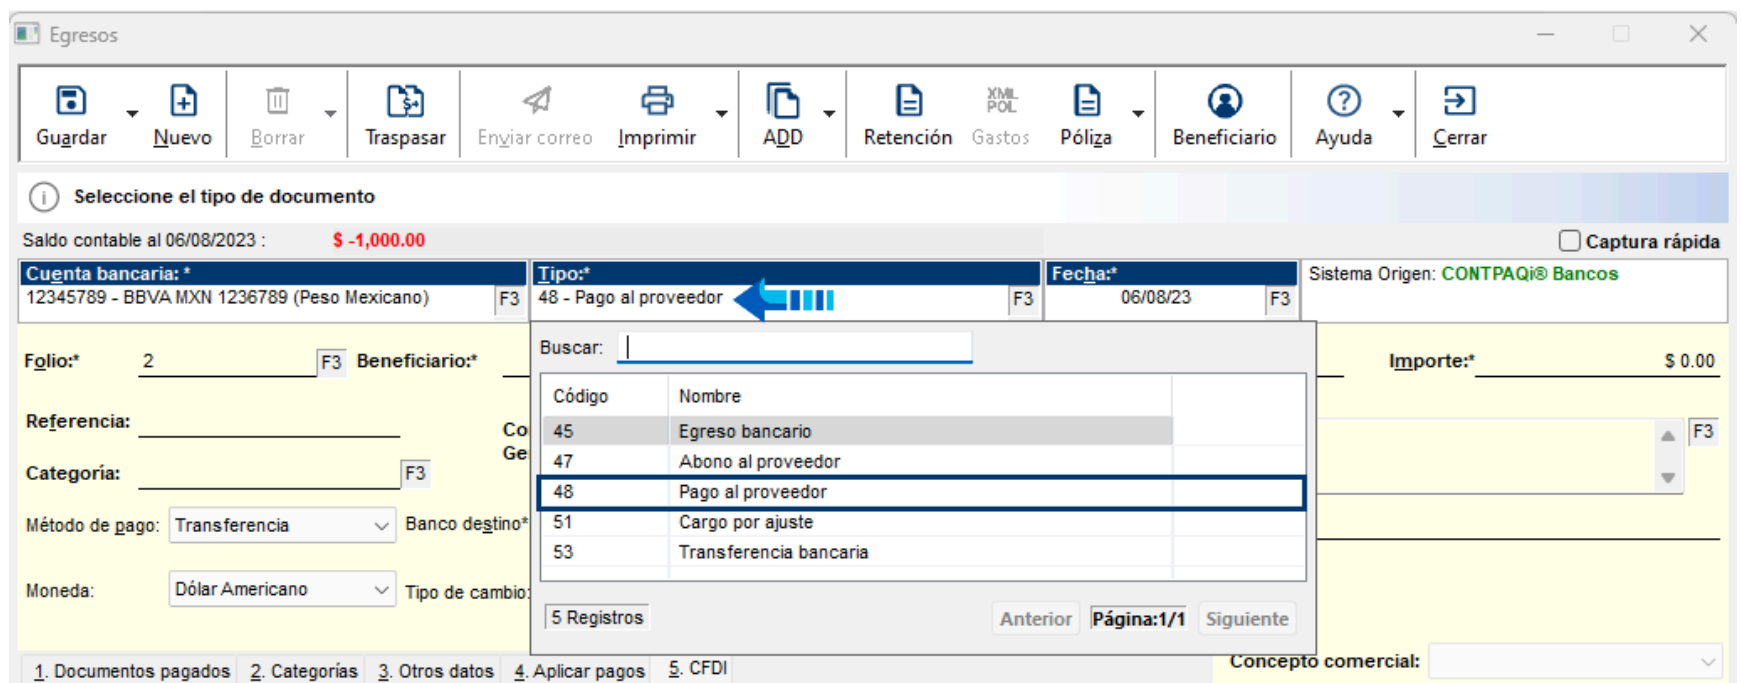 Egresos
Guardar Nuevo Borrar Traspasar Enviar correo Imprimir ADD Retención XML POL Gastos Póliza Beneficiario Ayuda Cerrar
Seleccione el tipo de documento
Saldo contable al 06/08/2023 : $ -1,000.00 Captura rápida
Cuenta bancaria: * Tipo:* Fecha:* Sistema Origen: CONTPAQi® Bancos
12345789 - BBVA MXN 1236789 (Peso Mexicano) F3 48 - Pago al proveedor F3 06/08/23 F3
Buscar:
Folio:* 2 F3 Beneficiario:* Importe:* $ 0.00
Código Nombre
Referencia: Co F3
45 Egreso bancario
Ge
47 Abono al proveedor
Categoría: F3
48 Pago al proveedor
Método de pago: Transferencia Banco destino*
51 Cargo por ajuste
53 Transferencia bancaria
Moneda: Dólar Americano Tipo de cambio:
5 Registros Anterior Página:1/1 Siguiente
1. Documentos pagados 2. Categorías 3. Otros datos 4. Aplicar pagos 5. CFDI Concepto comercial: